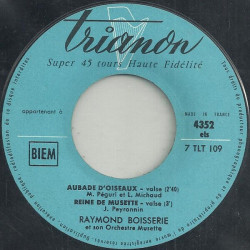 trianon
Super 45 tours Haute Fidélité
appartenant à
BIEM
4352
els
7 TLT 109
AUBADE D'OISEAUX - valse (2'40)
M. Péguri et L. Michaud
REINE DE MUSETTE - valse (3')
J. Peyronnin
RAYMOND BOISSERIE
et son Orchestre Musette